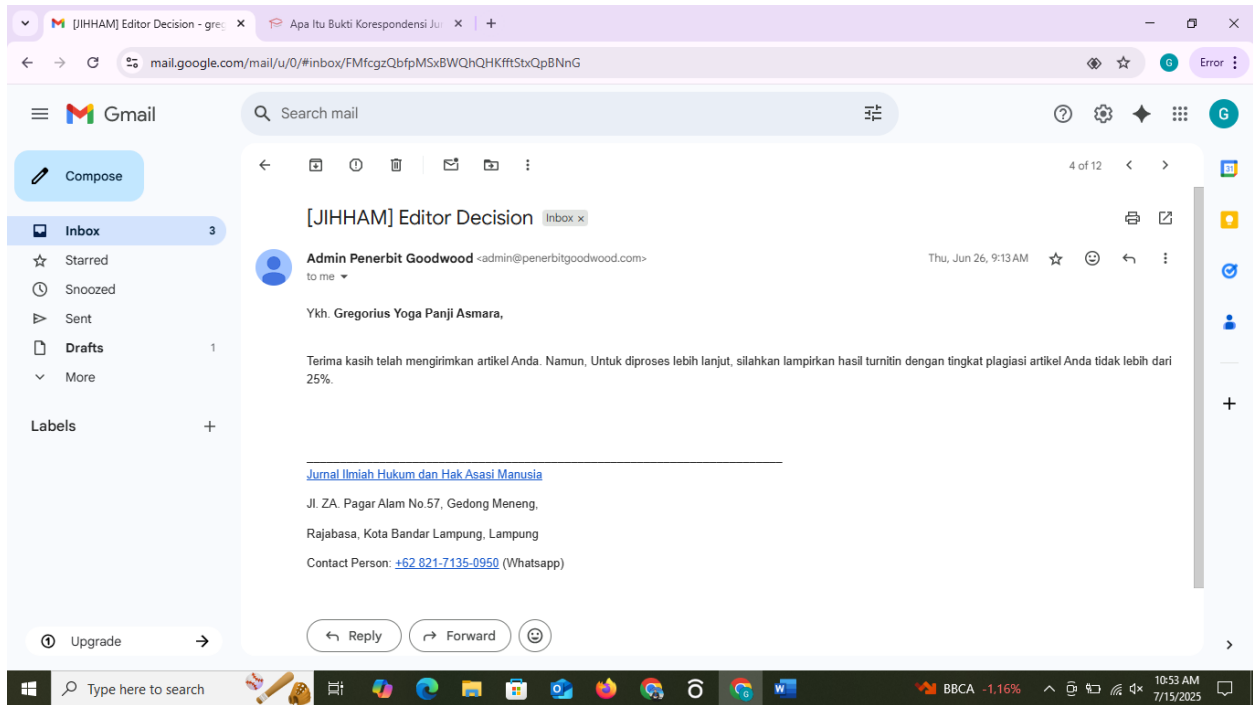 [JIHHAM] Editor Decision - greg
Apa Itu Bukti Korespondensi Jur
mail.google.com/mail/u/0/#inbox/FMfcgzQbfpMSxBWQhQHKfftStxQpBNnG
G
Error
Gmail
Search mail
G
Compose
4 of 12
31
[JIHHAM] Editor Decision Inbox x
Inbox 3
Starred
Admin Penerbit Goodwood <admin@penerbitgoodwood.com> Thu, Jun 26, 9:13 AM
to me
Snoozed
Sent
Ykh. Gregorius Yoga Panji Asmara,
Drafts 1
Terima kasih telah mengirimkan artikel Anda. Namun, Untuk diproses lebih lanjut, silahkan lampirkan hasil turnitin dengan tingkat plagiasi artikel Anda tidak lebih dari
25%.
More
Labels
Jurnal Ilmiah Hukum dan Hak Asasi Manusia
Jl. ZA. Pagar Alam No.57, Gedong Meneng,
Rajabasa, Kota Bandar Lampung, Lampung
Contact Person: +62 821-7135-0950 (Whatsapp)
Upgrade
Reply
Forward
Type here to search
BBCA -1,16%
10:53 AM
7/15/2025